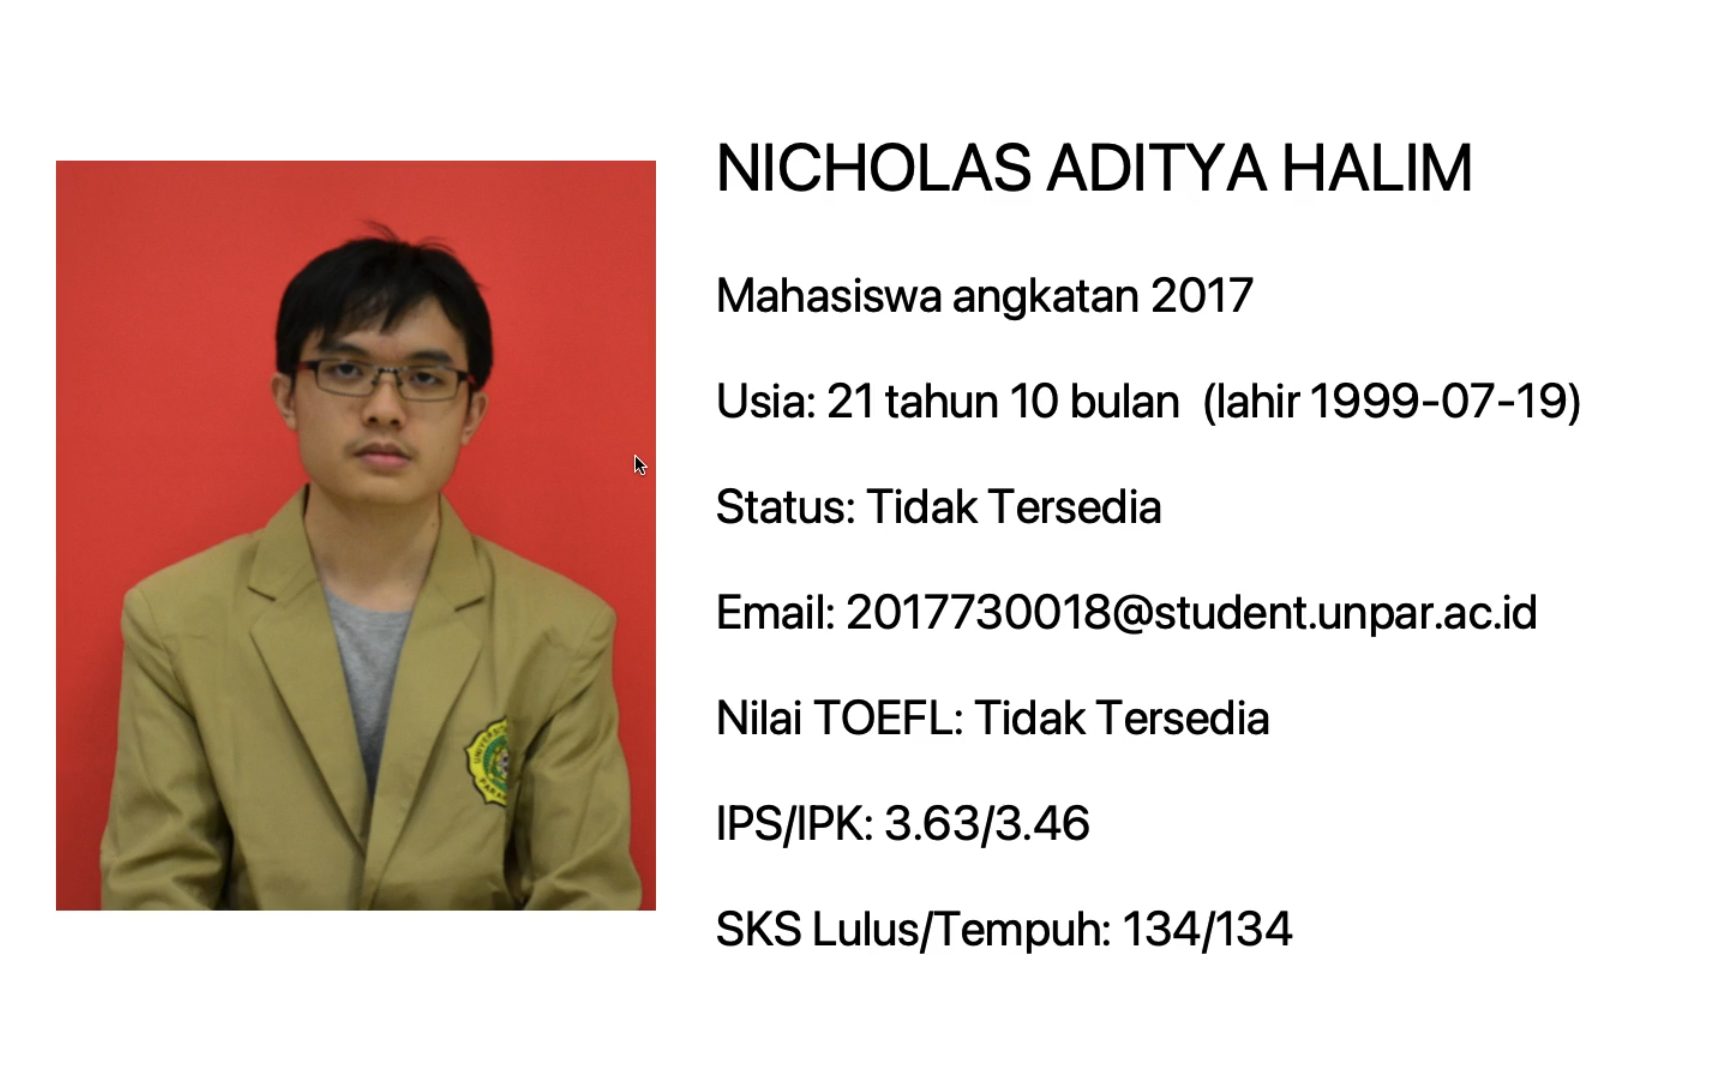 NICHOLAS ADITYA HALIM
Mahasiswa angkatan 2017
Usia: 21 tahun 10 bulan (lahir 1999-07-19)
Status: Tidak Tersedia
Email: 2017730018@student.unpar.ac.id
Nilai TOEFL: Tidak Tersedia
IPS/IPK: 3.63/3.46
SKS Lulus/Tempuh: 134/134